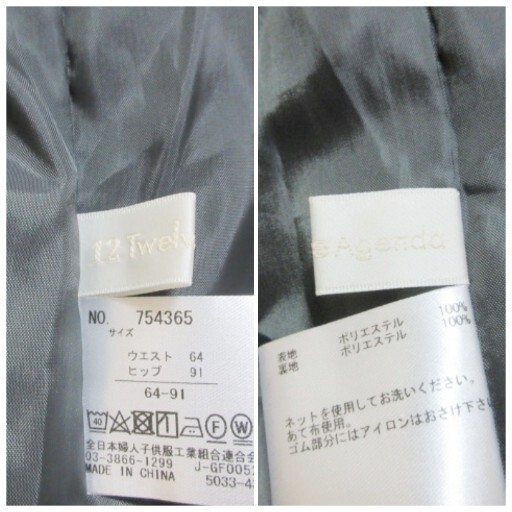 12 Twelv
NO. 754365
サイズ
ウエスト 64
ヒップ 91
64-91
40
F W
全日本婦人子供服工業組合連合会
03-3866-1299 J-GF005
MADE IN CHINA 5033-4
e Agenda
表地 ポリエステル 100%
裏地 ポリエステル 100%
ネットを使用してお洗いください。
あて布使用。
ゴム部分にはアイロンはおさけ下さい